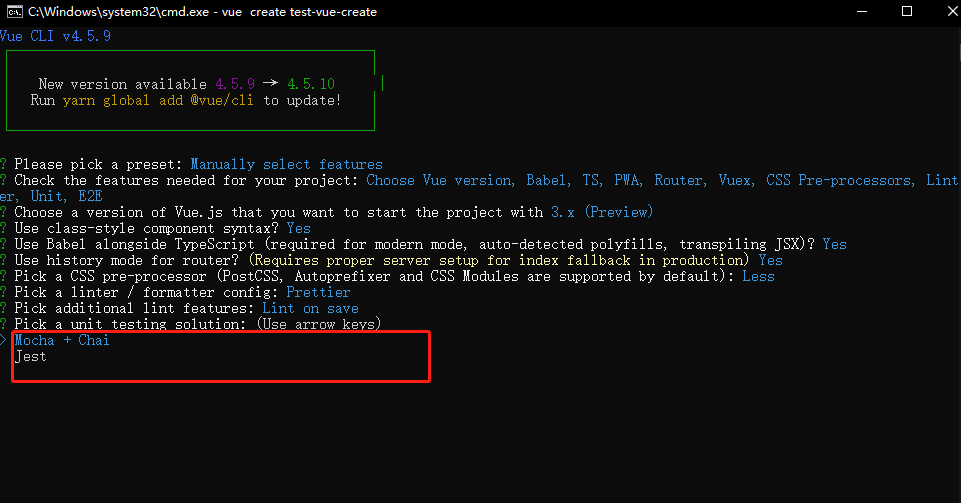 C:\Windows\system32\cmd.exe - vue  create test-vue-create
Vue CLI v4.5.9
New version available 4.5.9 → 4.5.10
Run yarn global add @vue/cli to update!
? Please pick a preset: Manually select features
? Check the features needed for your project: Choose Vue version, Babel, TS, PWA, Router, Vuex, CSS Pre-processors, Lint
er, Unit, E2E
? Choose a version of Vue.js that you want to start the project with 3.x (Preview)
? Use class-style component syntax? Yes
? Use Babel alongside TypeScript (required for modern mode, auto-detected polyfills, transpiling JSX)? Yes
? Use history mode for router? (Requires proper server setup for index fallback in production) Yes
? Pick a CSS pre-processor (PostCSS, Autoprefixer and CSS Modules are supported by default): Less
? Pick a linter / formatter config: Prettier
? Pick additional lint features: Lint on save
? Pick a unit testing solution: (Use arrow keys)
> Mocha + Chai
Jest